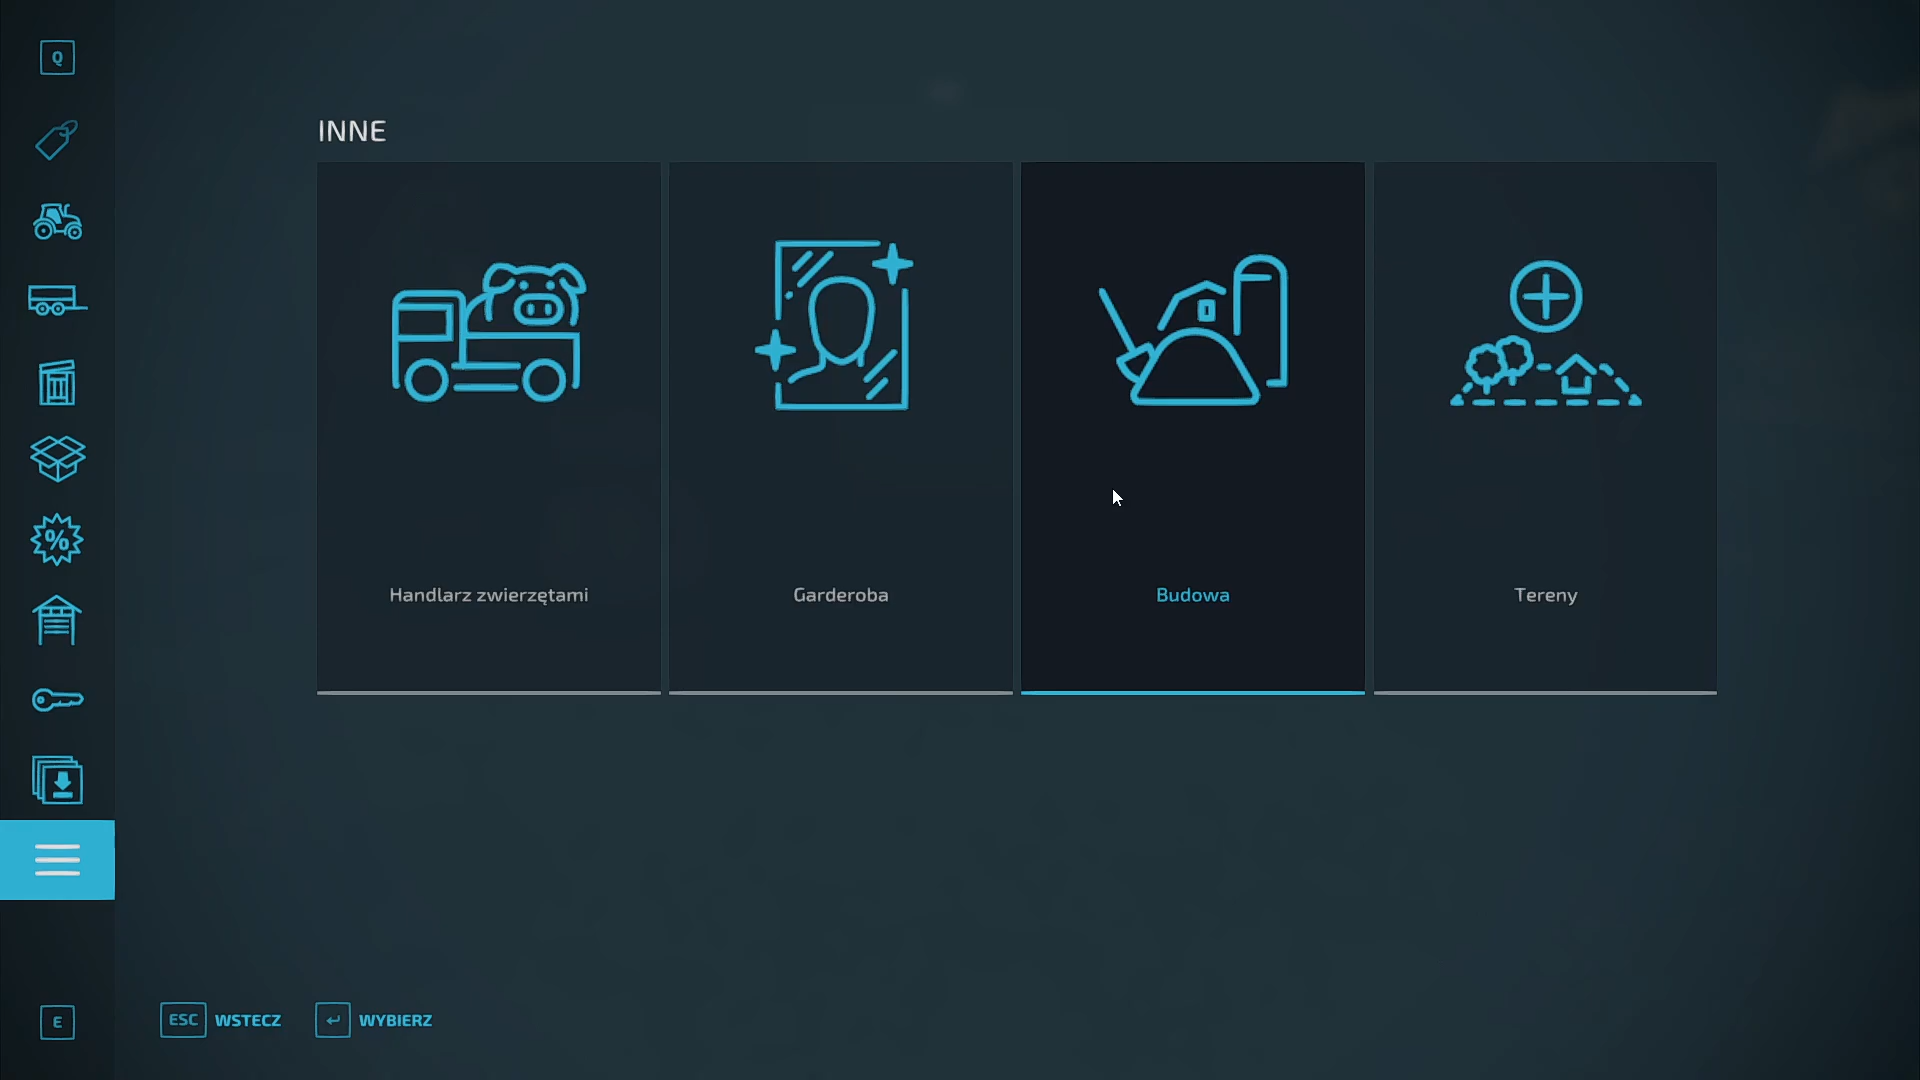 Q
INNE
Handlarz zwierzętami
Garderoba
Budowa
Tereny
%
E
ESC WSTECZ
WYBIERZ